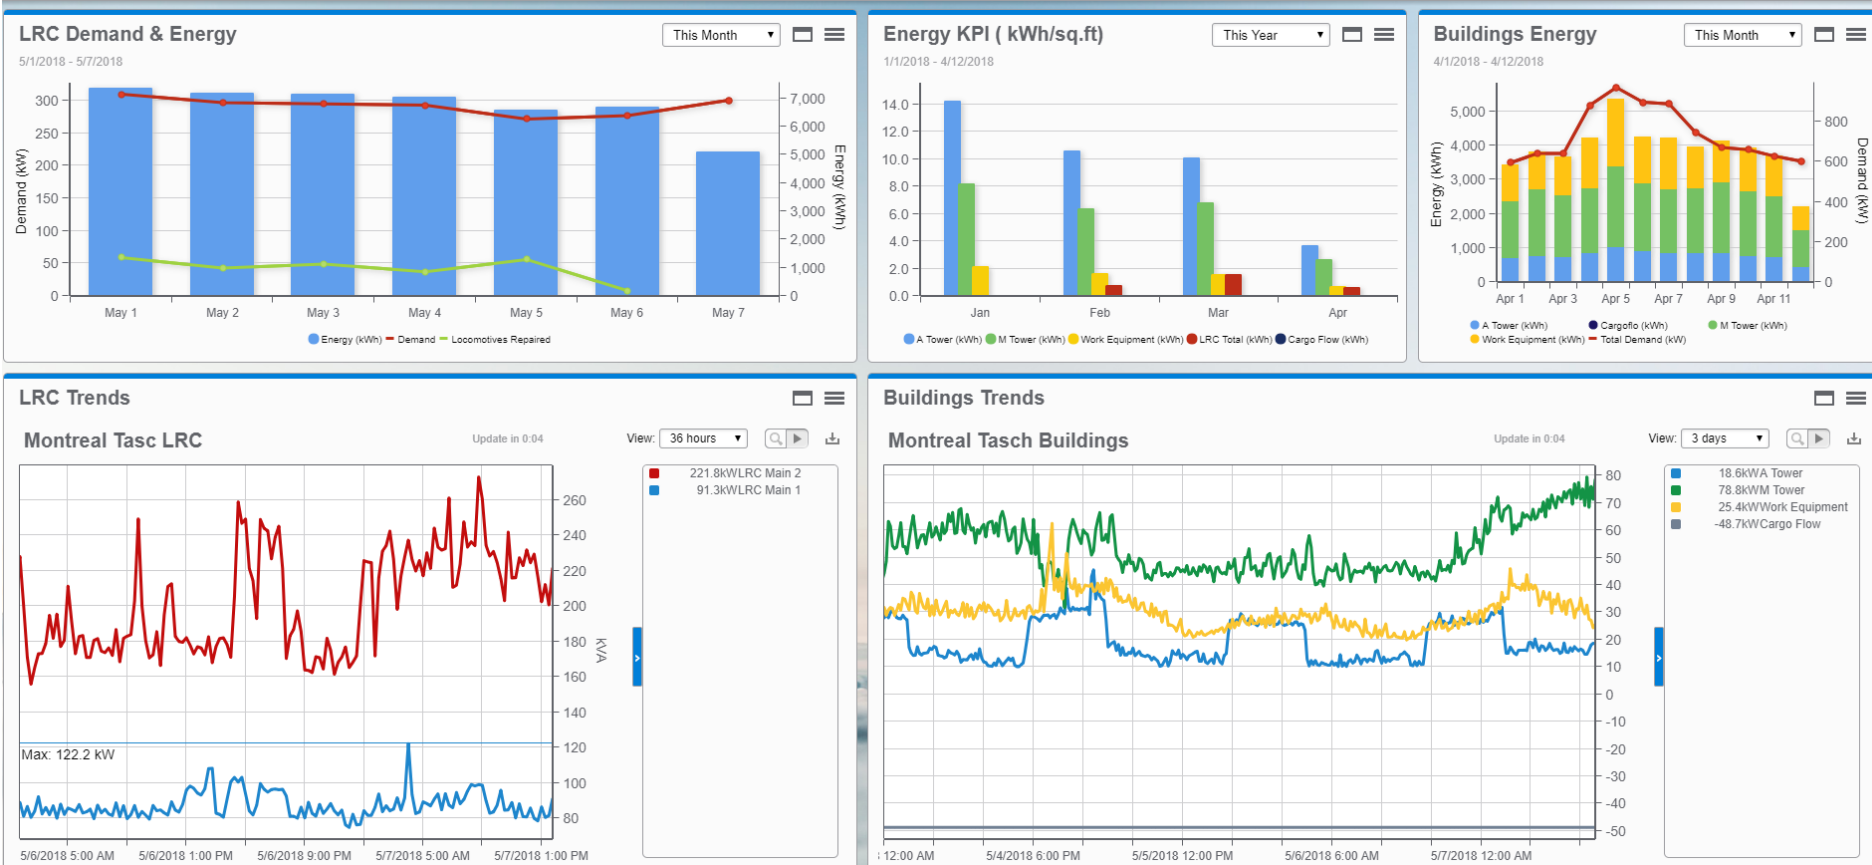 LRC Demand & Energy
This Month
5/1/2018 - 5/7/2018
300
250
200
150
100
50
0
Demand (kW)
7,000
6,000
5,000
4,000
3,000
2,000
1,000
0
Energy (kWh)
May 1 May 2 May 3 May 4 May 5 May 6 May 7
Energy (kWh) Demand Locomotives Repaired
Energy KPI ( kWh/sq.ft)
This Year
1/1/2018 - 4/12/2018
14.0
12.0
10.0
8.0
6.0
4.0
2.0
0.0
Jan Feb Mar Apr
A Tower (kWh) M Tower (kWh) Work Equipment (kWh) LRC Total (kWh) Cargo Flow (kWh)
Buildings Energy
This Month
4/1/2018 - 4/12/2018
5,000
4,000
3,000
2,000
1,000
0
Energy (kWh)
800
600
400
200
0
Demand (kW)
Apr 1 Apr 3 Apr 5 Apr 7 Apr 9 Apr 11
A Tower (kWh) Cargoflo (kWh) M Tower (kWh)
Work Equipment (kWh) Total Demand (kW)
LRC Trends
Montreal Tasc LRC
Update in 0:04
View: 36 hours
221.8kWLRC Main 2
91.3kWLRC Main 1
260
240
220
200
180
160
140
120
100
80
kVA
Max: 122.2 kW
5/6/2018 5:00 AM 5/6/2018 1:00 PM 5/6/2018 9:00 PM 5/7/2018 5:00 AM 5/7/2018 1:00 PM
Buildings Trends
Montreal Tasch Buildings
Update in 0:04
View: 3 days
18.6kWA Tower
78.8kWM Tower
25.4kWWork Equipment
-48.7kWCargo Flow
80
70
60
50
40
30
20
10
0
-10
-20
-30
-40
-50
12:00 AM 5/4/2018 6:00 PM 5/5/2018 12:00 PM 5/6/2018 6:00 AM 5/7/2018 12:00 AM